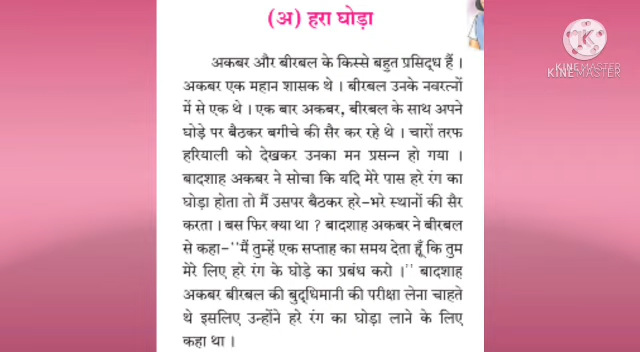 (अ) हरा घोड़ा
अकबर और बीरबल के किस्से बहुत प्रसिद्ध हैं ।
अकबर एक महान शासक थे । बीरबल उनके नवरत्नों
में से एक थे । एक बार अकबर, बीरबल के साथ अपने
घोड़े पर बैठकर बगीचे की सैर कर रहे थे । चारों तरफ
हरियाली को देखकर उनका मन प्रसन्न हो गया ।
बादशाह अकबर ने सोचा कि यदि मेरे पास हरे रंग का
घोड़ा होता तो मैं उसपर बैठकर हरे-भरे स्थानों की सैर
करता । बस फिर क्या था ? बादशाह अकबर ने बीरबल
से कहा-''मैं तुम्हें एक सप्ताह का समय देता हूँ कि तुम
मेरे लिए हरे रंग के घोड़े का प्रबंध करो ।'' बादशाह
अकबर बीरबल की बुद्धिमानी की परीक्षा लेना चाहते
थे इसलिए उन्होंने हरे रंग का घोड़ा लाने के लिए
कहा था ।
KINEMASTER
KINEMASTER